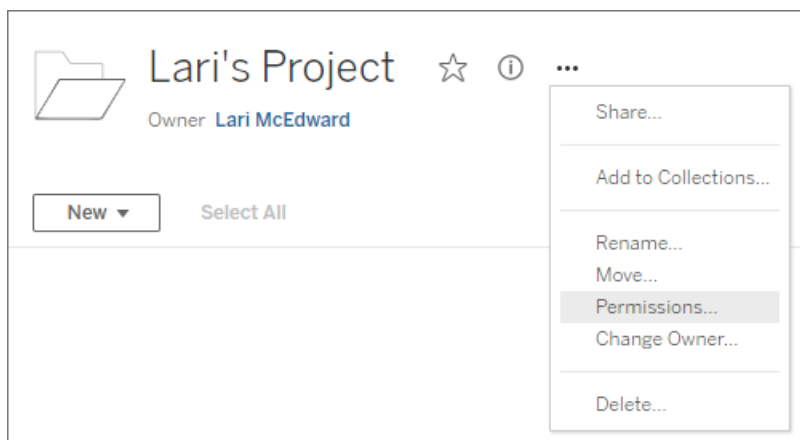 Lari's Project
Owner Lari McEdward
New
Select All
Share...
Add to Collections...
Rename...
Move...
Permissions...
Change Owner...
Delete...